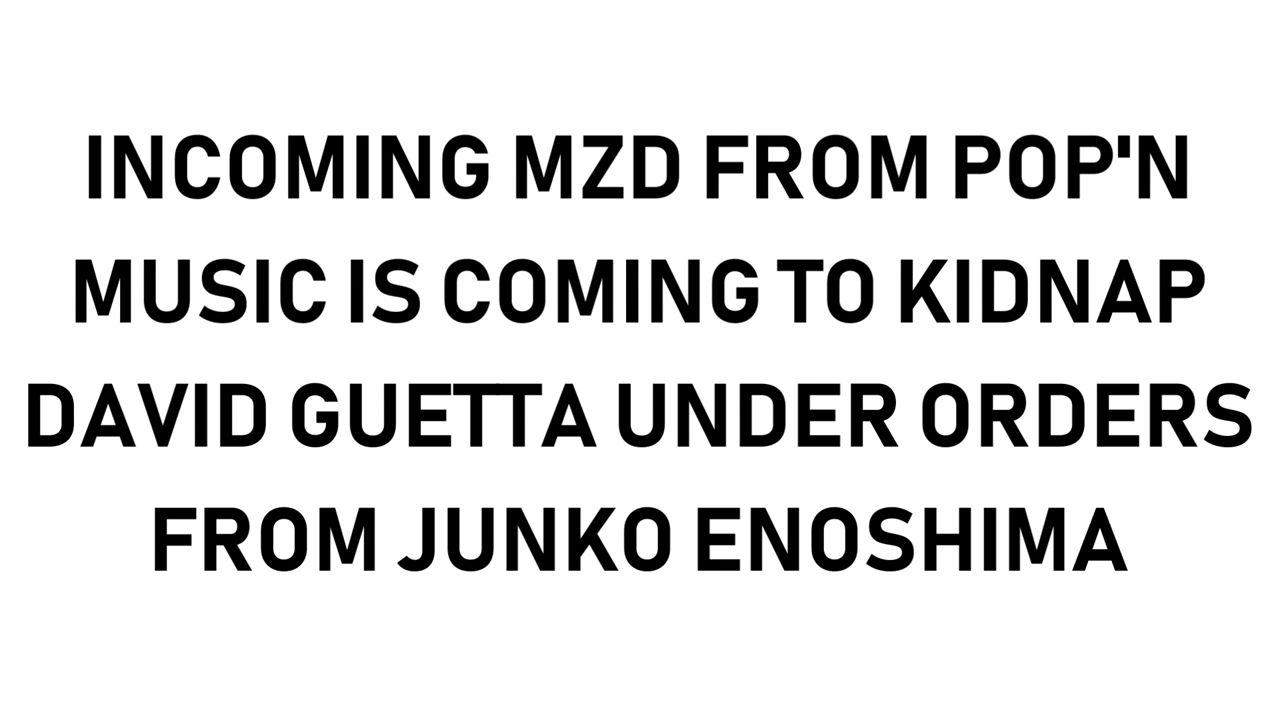 INCOMING MZD FROM POP'N
MUSIC IS COMING TO KIDNAP
DAVID GUETTA UNDER ORDERS
FROM JUNKO ENOSHIMA